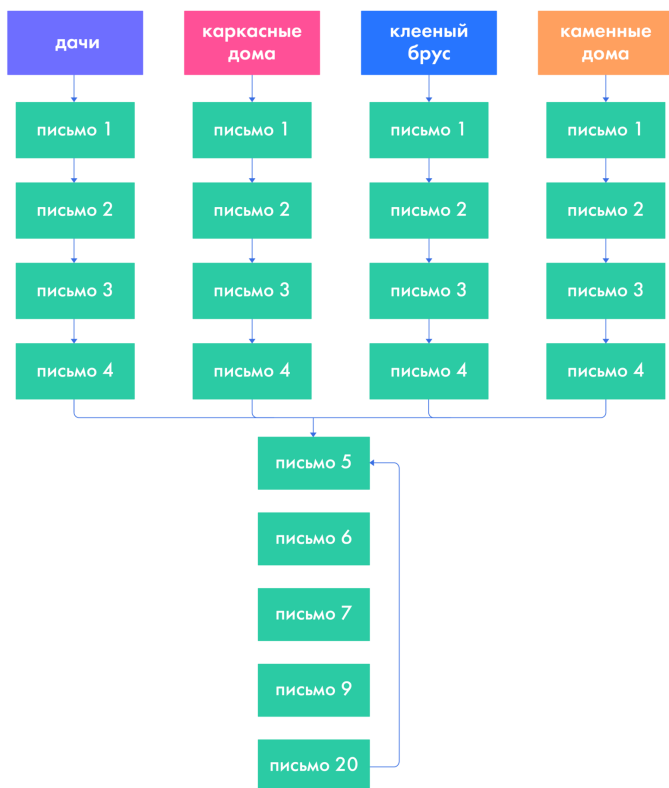 дачи
каркасные
дома
клееный
брус
каменные
дома
письмо 1
письмо 1
письмо 1
письмо 1
письмо 2
письмо 2
письмо 2
письмо 2
письмо 3
письмо 3
письмо 3
письмо 3
письмо 4
письмо 4
письмо 4
письмо 4
письмо 5
письмо 6
письмо 7
письмо 9
письмо 20